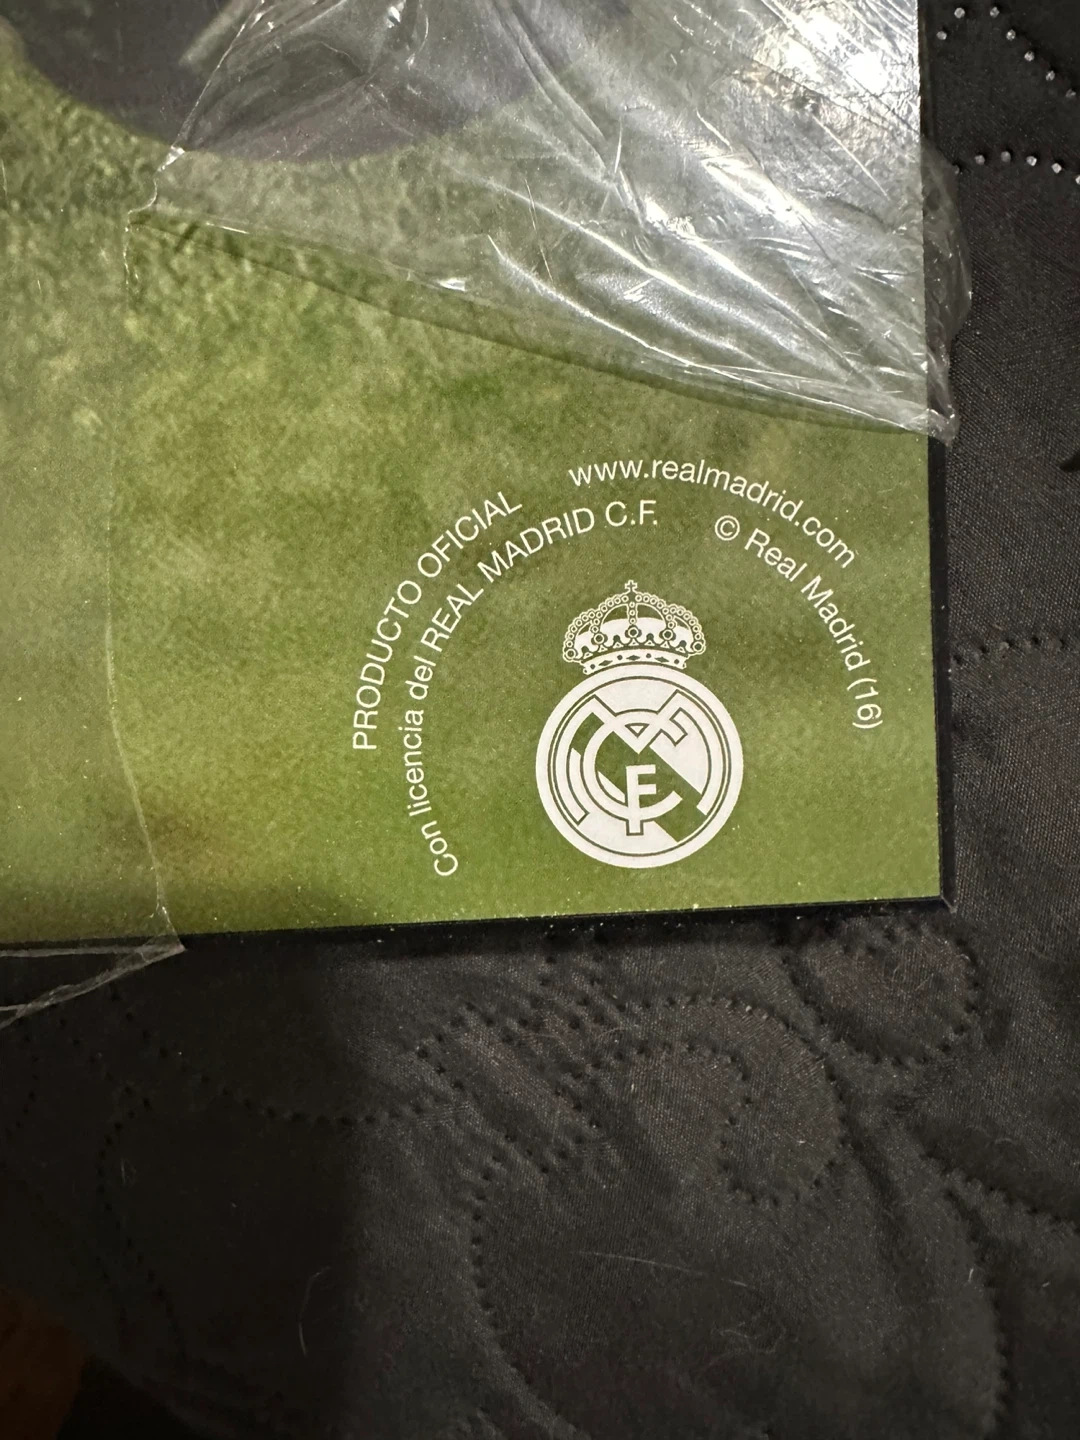 PRODUCTO OFICIAL
Con licencia del REAL MADRID C.F.
www.realmadrid.com
© Real Madrid (16)